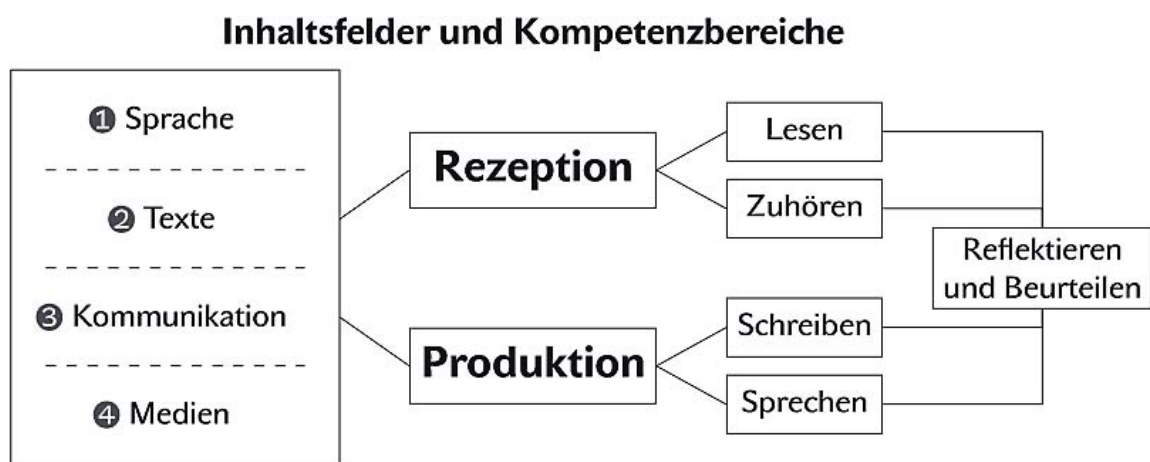 Inhaltsfelder und Kompetenzbereiche
❶ Sprache
❷ Texte
❸ Kommunikation
❹ Medien
Rezeption
Produktion
Lesen
Zuhören
Schreiben
Sprechen
Reflektieren
und Beurteilen